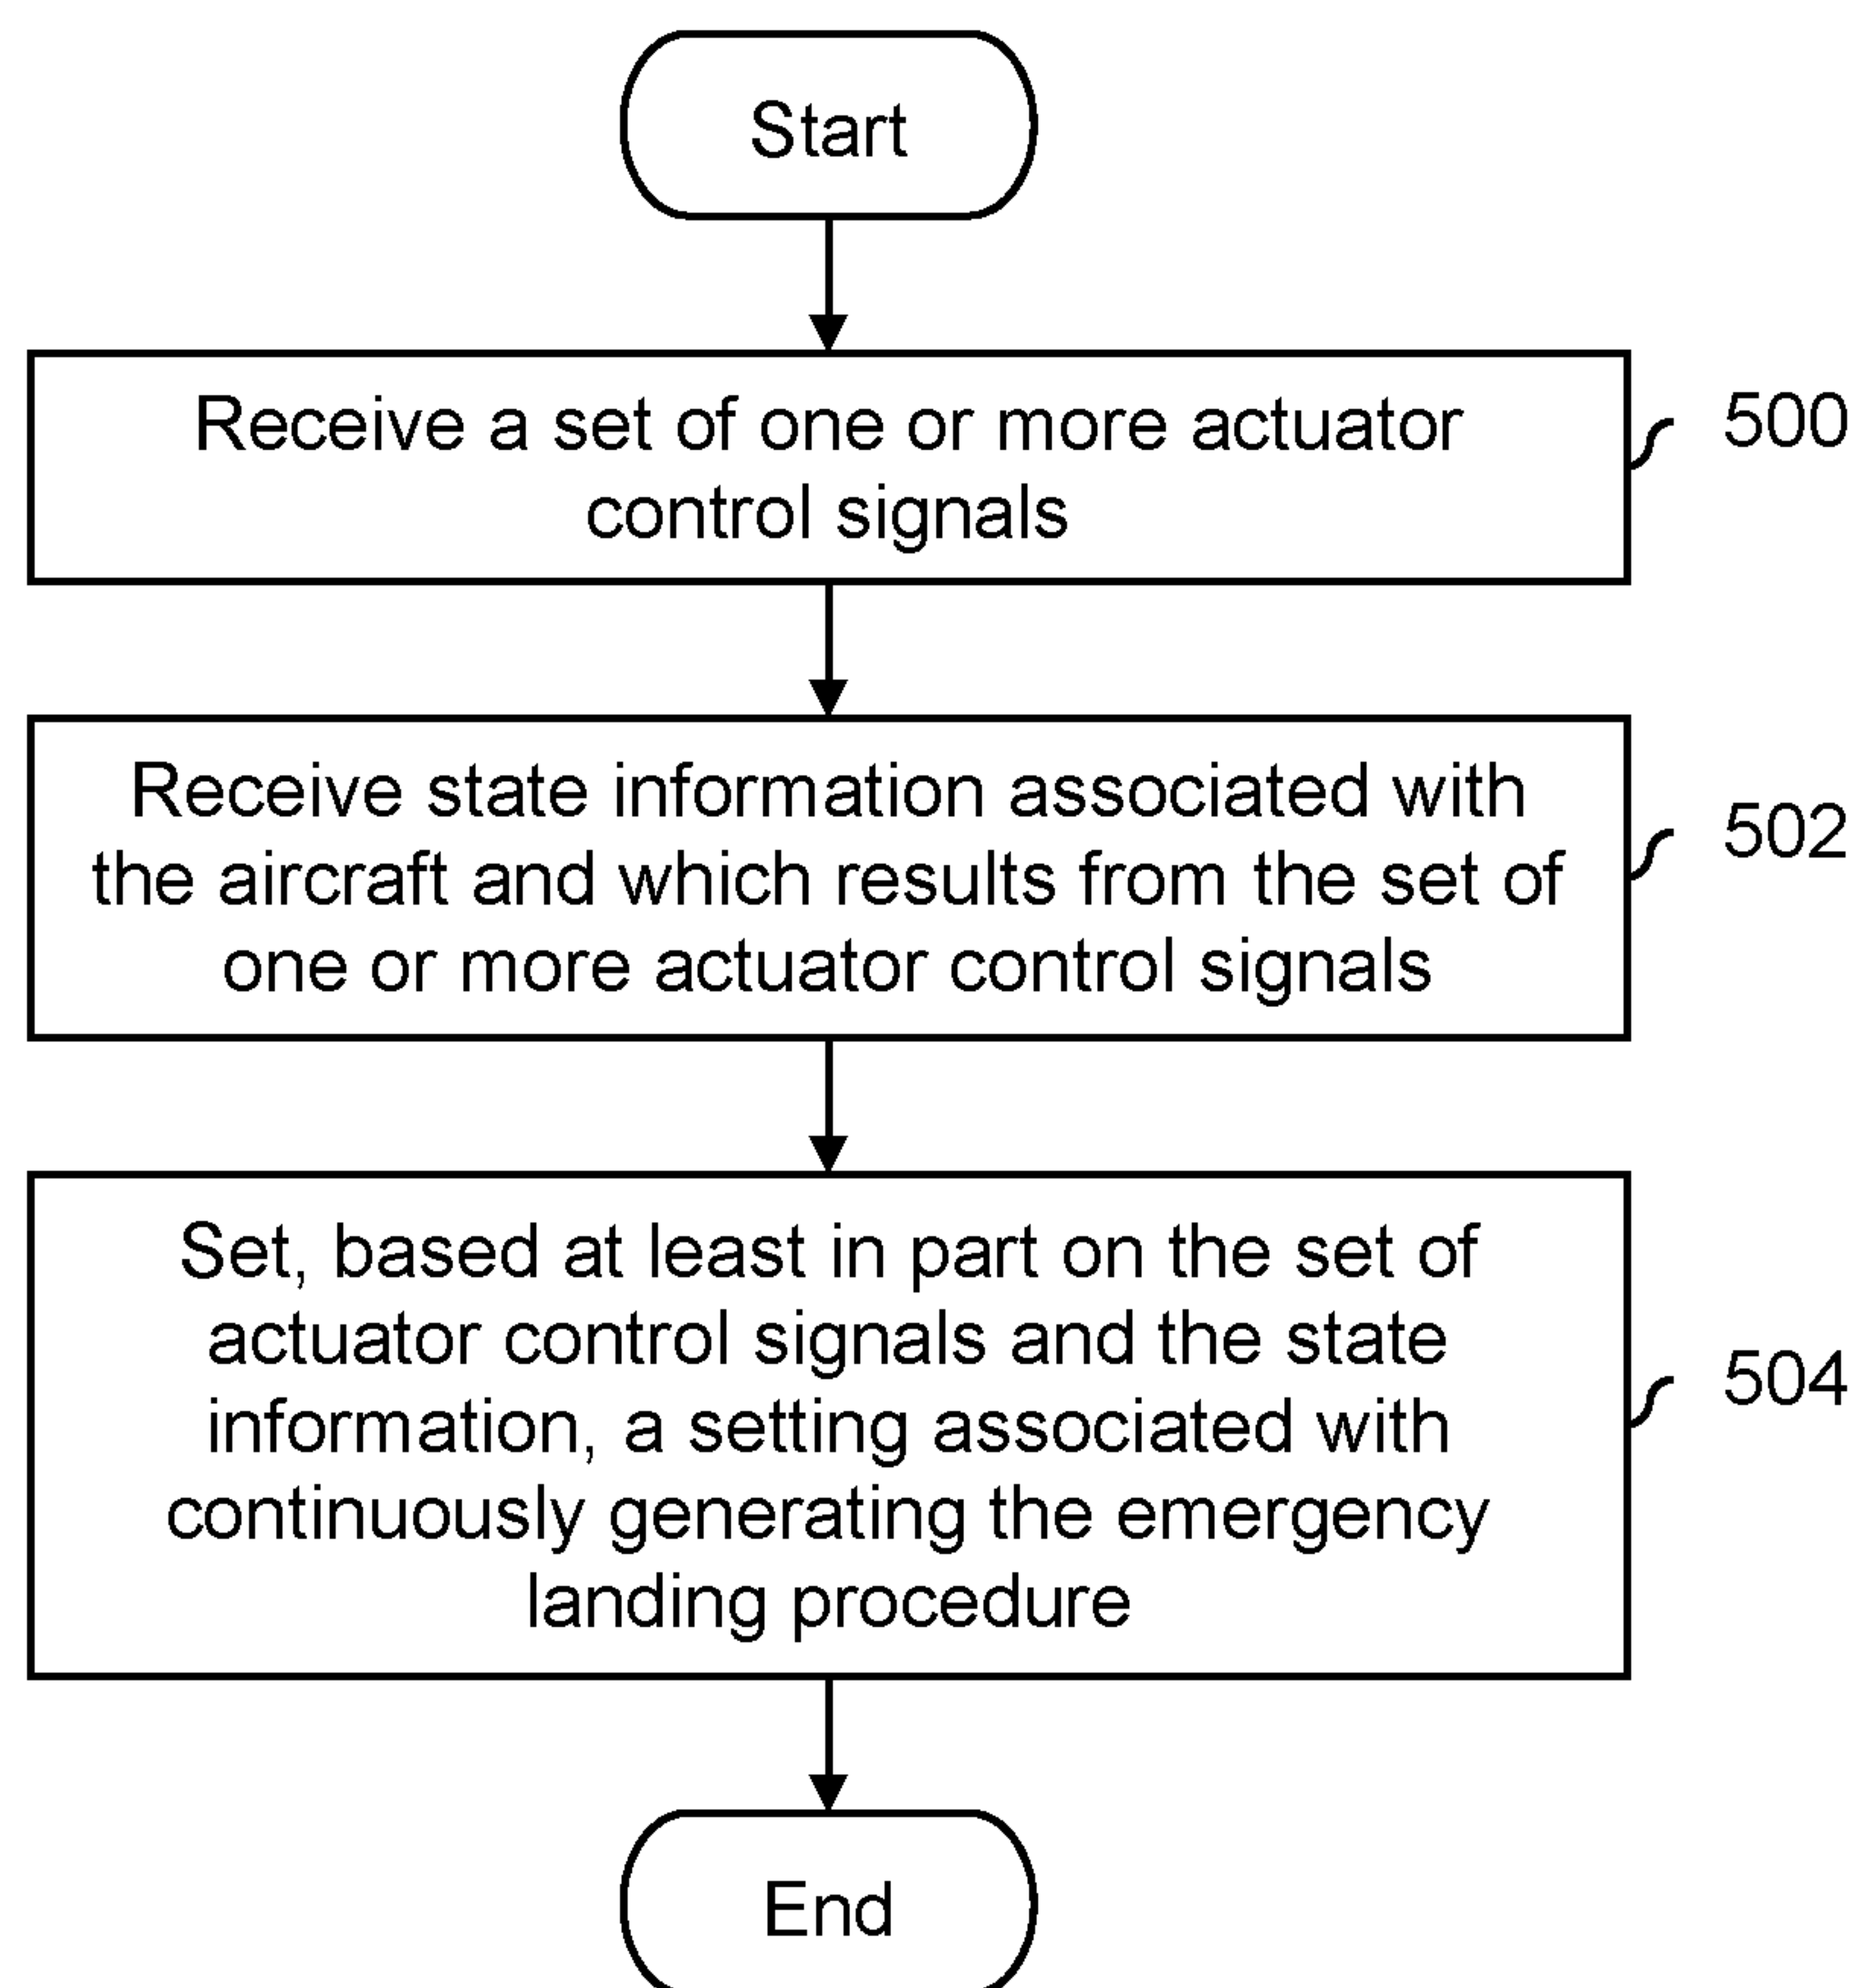 Start
Receive a set of one or more actuator
control signals
500
Receive state information associated with
the aircraft and which results from the set of
one or more actuator control signals
502
Set, based at least in part on the set of
actuator control signals and the state
information, a setting associated with
continuously generating the emergency
landing procedure
504
End